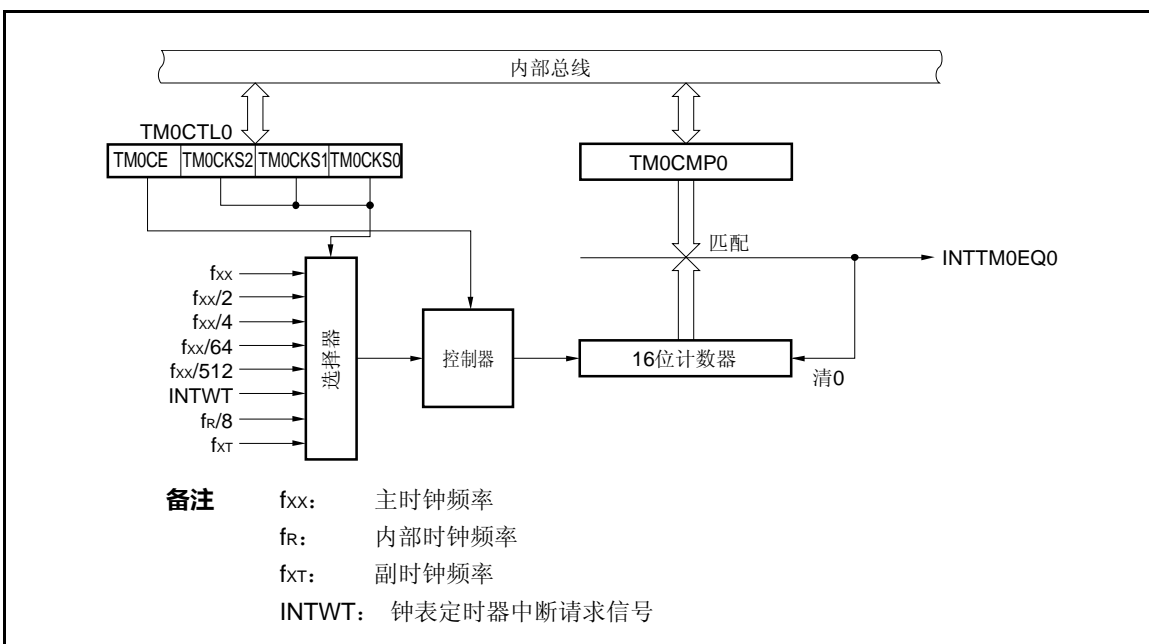 内部总线
TM0CTL0
TM0CE TM0CKS2 TM0CKS1 TM0CKS0
TM0CMP0
匹配
INTTM0EQ0
fXX
fXX/2
fXX/4
fXX/64
fXX/512
INTWT
fR/8
fXT
选择器
控制器
16位计数器
清0
备注 fXX： 主时钟频率
fR： 内部时钟频率
fXT： 副时钟频率
INTWT： 钟表定时器中断请求信号